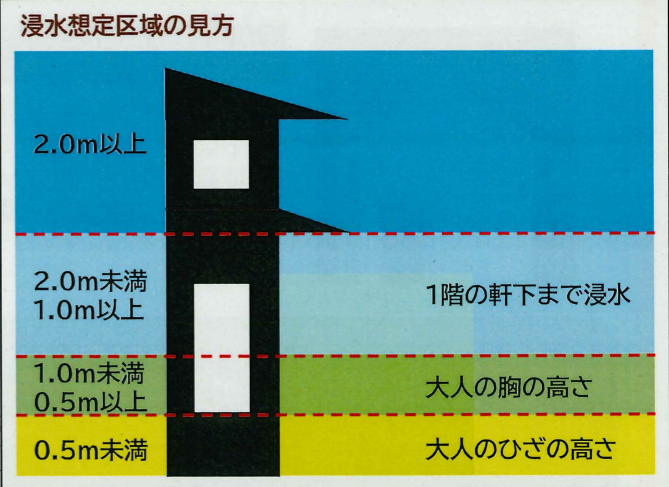 浸水想定区域の見方
2.0m以上
2.0m未満
1.0m以上
1階の軒下まで浸水
1.0m未満
0.5m以上
大人の胸の高さ
0.5m未満
大人のひざの高さ